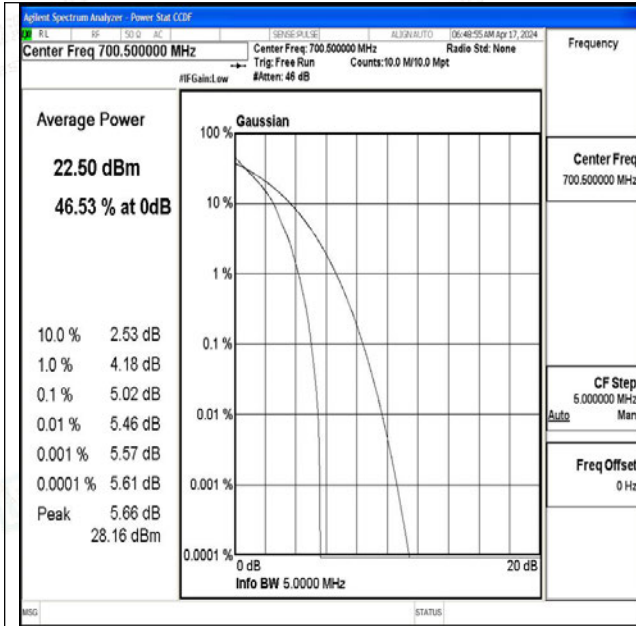 Agilent Spectrum Analyzer - Power Stat CCDF
RL RF 50 Ω AC SENSE:PULSE ALIGNAUTO 06:48:55 AM Apr 17, 2024
Center Freq 700.500000 MHz
Center Freq: 700.500000 MHz Radio Std: None
Trig: Free Run Counts:10.0 M/10.0 Mpt
#IFGain:Low #Atten: 46 dB
Frequency
Average Power
22.50 dBm
46.53 % at 0dB
10.0 % 2.53 dB
1.0 % 4.18 dB
0.1 % 5.02 dB
0.01 % 5.46 dB
0.001 % 5.57 dB
0.0001 % 5.61 dB
Peak 5.66 dB
28.16 dBm
Gaussian
100 %
10 %
1 %
0.1 %
0.01 %
0.001 %
0.0001 %
0 dB 20 dB
Info BW 5.0000 MHz
Center Freq
700.500000 MHz
CF Step
5.000000 MHz
Auto Man
Freq Offset
0 Hz
MSG STATUS